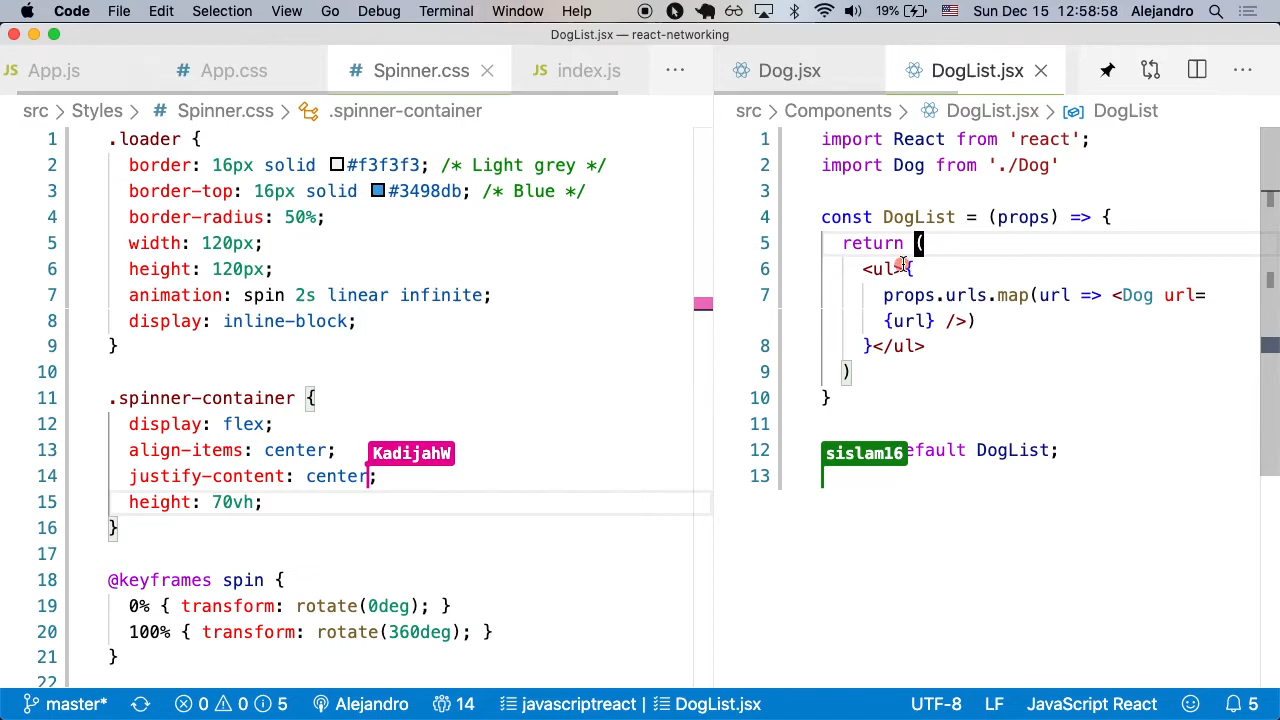 Code File Edit Selection View Go Debug Terminal Window Help 19% Sun Dec 15 12:58:58 Alejandro
DogList.jsx — react-networking
JS App.js # App.css # Spinner.css JS index.js ···
Dog.jsx DogList.jsx ···
src > Styles > # Spinner.css > .spinner-container
1 .loader {
2 border: 16px solid #f3f3f3; /* Light grey */
3 border-top: 16px solid #3498db; /* Blue */
4 border-radius: 50%;
5 width: 120px;
6 height: 120px;
7 animation: spin 2s linear infinite;
8 display: inline-block;
9 }
10
11 .spinner-container {
12 display: flex;
13 align-items: center;
KadijahW
14 justify-content: center;
15 height: 70vh;
16 }
17
18 @keyframes spin {
19 0% { transform: rotate(0deg); }
20 100% { transform: rotate(360deg); }
21 }
22
src > Components > DogList.jsx > DogList
1 import React from 'react';
2 import Dog from './Dog'
3
4 const DogList = (props) => {
5 return (
6 <ul>{
7 props.urls.map(url => <Dog url=
{url} />)
8 }</ul>
9 )
10 }
11
12 efault DogList;
sislam16
13
master* 0 0 5 Alejandro 14 javascriptreact | DogList.jsx UTF-8 LF JavaScript React 5